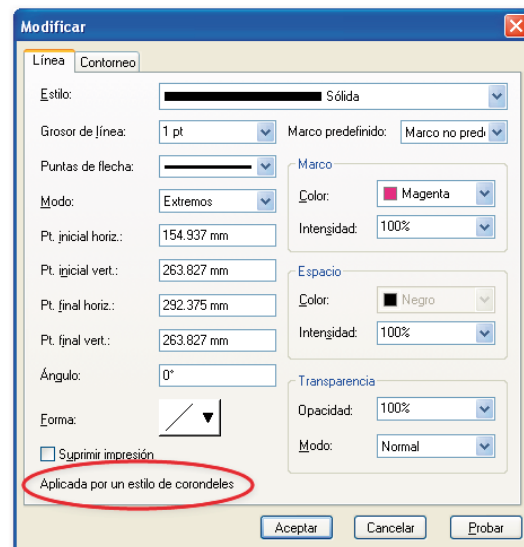 Modificar
Línea
Contorneo
Estilo:
Sólida
Grosor de línea:
1 pt
Marco predefinido:
Marco no prede
Puntas de flecha:
Modo:
Extremos
Pt. inicial horiz.:
154.937 mm
Pt. inicial vert.:
263.827 mm
Pt. final horiz.:
292.375 mm
Pt. final vert.:
263.827 mm
Ángulo:
0°
Forma:
Suprimir impresión
Aplicada por un estilo de corondeles
Marco
Color:
Magenta
Intensidad:
100%
Espacio
Color:
Negro
Intensidad:
100%
Transparencia
Opacidad:
100%
Modo:
Normal
Aceptar
Cancelar
Probar